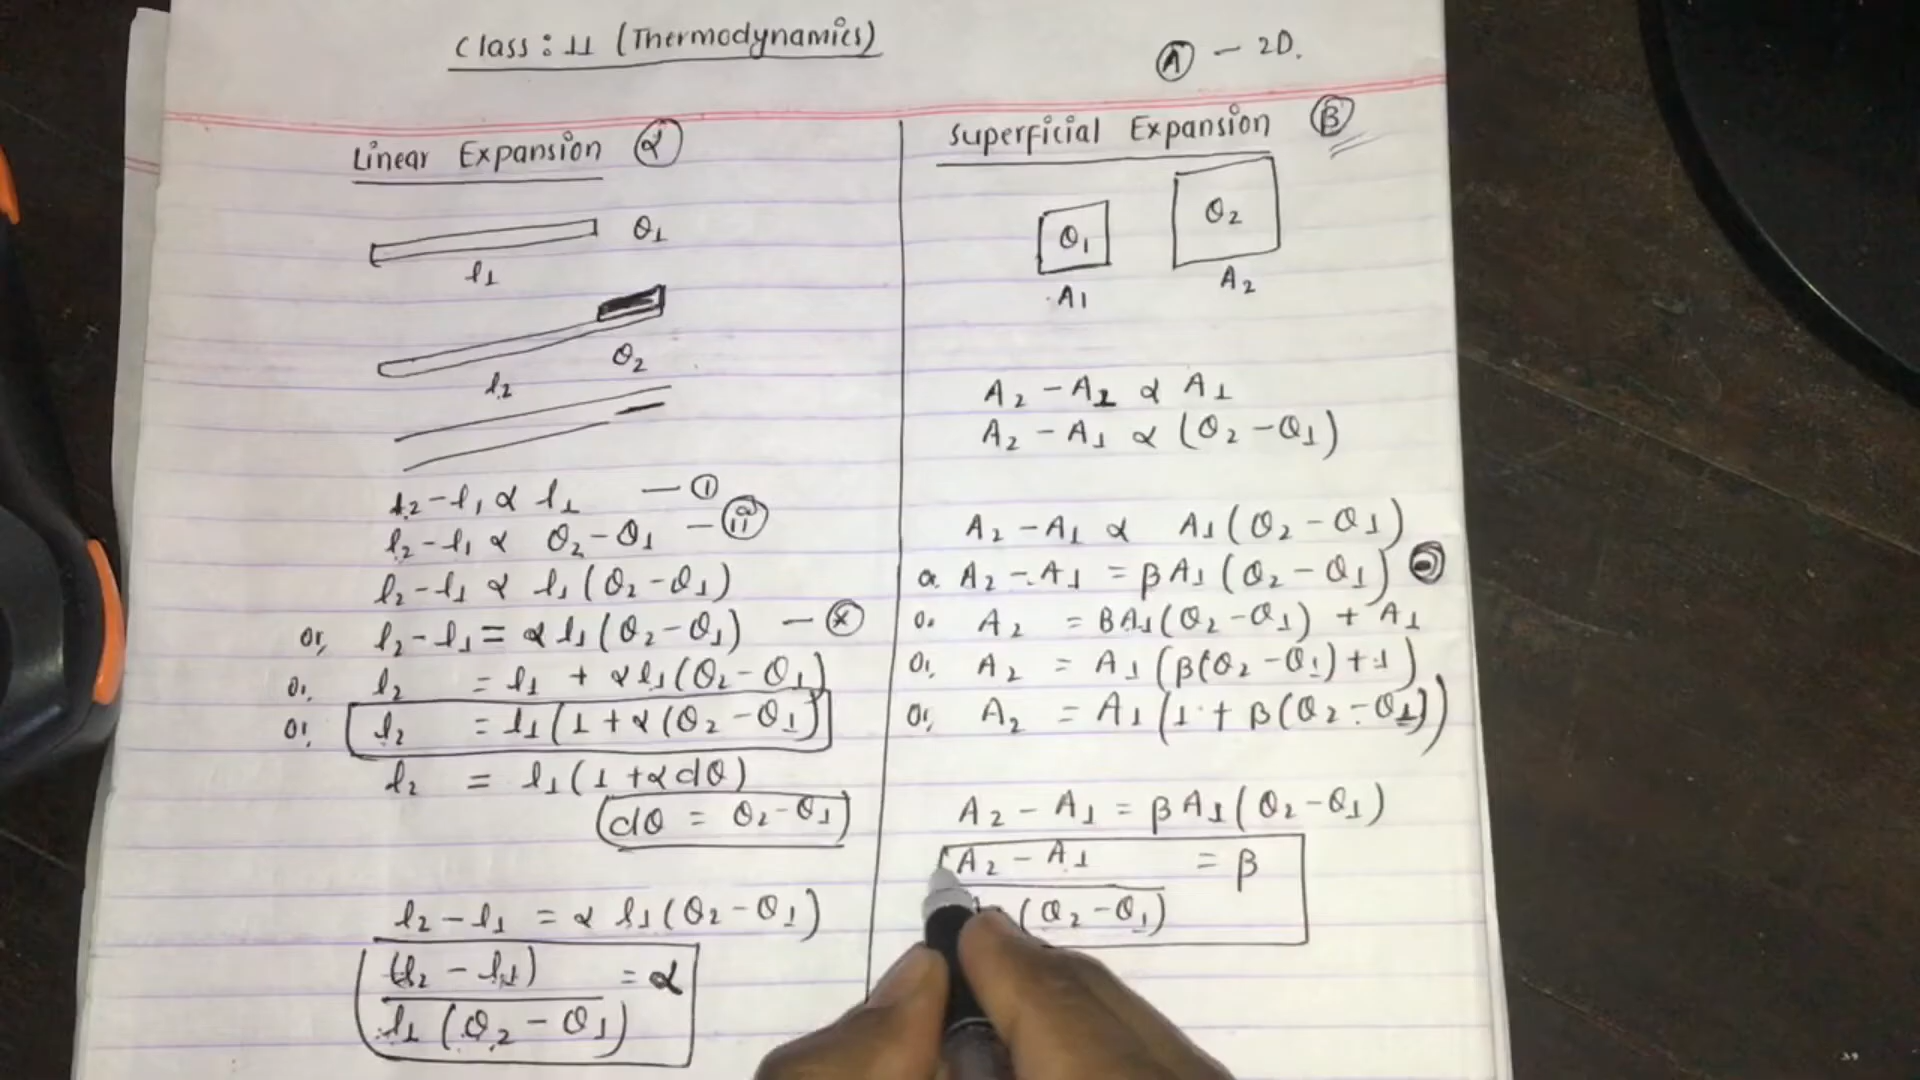 Class: 11 (Thermodynamics)
A - 2D.
Linear Expansion α
θ1
l1
θ2
l2
l2 - l1 α l1 - (i)
l2 - l1 α θ2 - θ1 - (ii)
l2 - l1 α l1 (θ2 - θ1)
or, l2 - l1 = α l1 (θ2 - θ1) - *
or, l2 = l1 + α l1 (θ2 - θ1)
or, l2 = l1 (1 + α (θ2 - θ1)
l2 = l1 (1 + α dθ)
dθ = θ2 - θ1
l2 - l1 = α l1 (θ2 - θ1)
(l2 - l1) = α
l1 (θ2 - θ1)
Superficial Expansion β
θ1 θ2
A1 A2
A2 - A1 α A1
A2 - A1 α (θ2 - θ1)
A2 - A1 α A1 (θ2 - θ1)
or A2 - A1 = β A1 (θ2 - θ1)
or A2 = β A1 (θ2 - θ1) + A1
or, A2 = A1 (β (θ2 - θ1) + 1)
or, A2 = A1 (1 + β (θ2 - θ1))
A2 - A1 = β A1 (θ2 - θ1)
A2 - A1 = β
(θ2 - θ1)